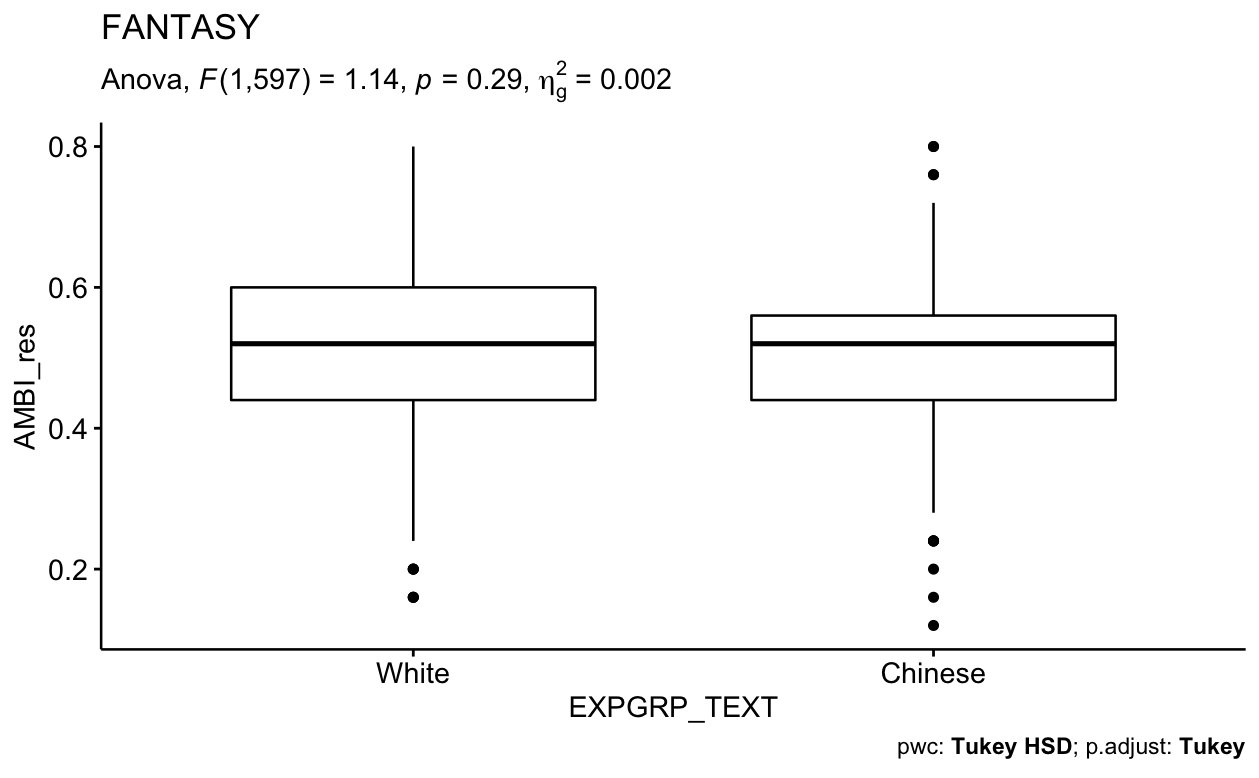 FANTASY
Anova, F(1,597) = 1.14, p = 0.29, η²g = 0.002
0.8
0.6
0.4
0.2
AMBI_res
White Chinese
EXPGRP_TEXT
pwc: Tukey HSD; p.adjust: Tukey